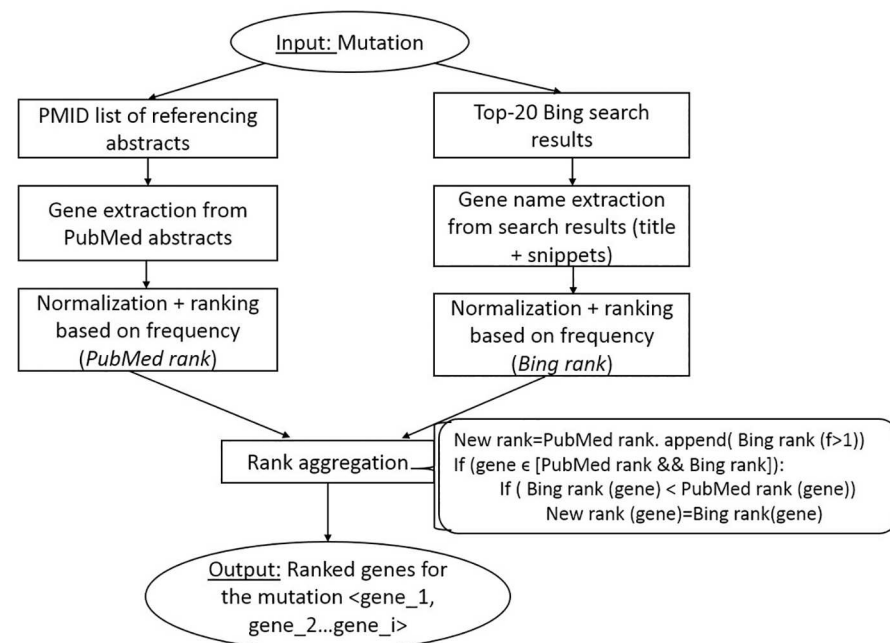 Input: Mutation
PMID list of referencing
abstracts
Top-20 Bing search
results
Gene extraction from
PubMed abstracts
Gene name extraction
from search results (title
+ snippets)
Normalization + ranking
based on frequency
(PubMed rank)
Normalization + ranking
based on frequency
(Bing rank)
Rank aggregation
New rank=PubMed rank. append( Bing rank (f>1))
If (gene ϵ [PubMed rank && Bing rank]):
If ( Bing rank (gene) < PubMed rank (gene))
New rank (gene)=Bing rank(gene)
Output: Ranked genes for
the mutation <gene_1,
gene_2...gene_i>